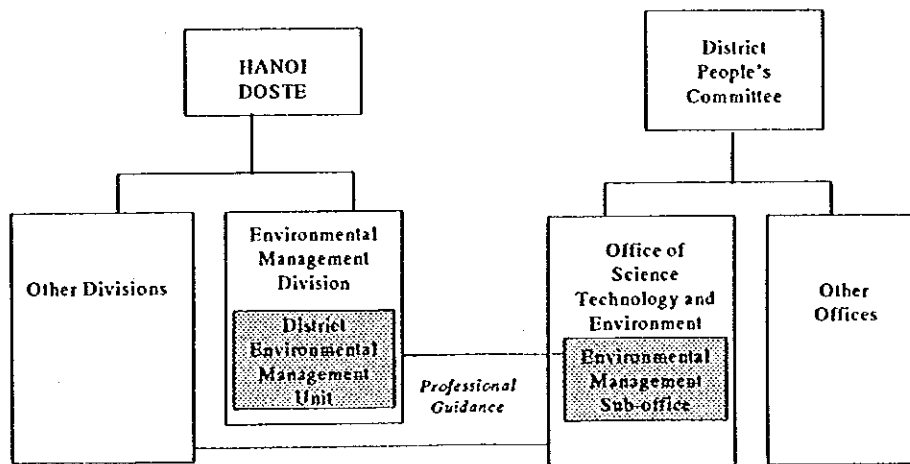 HANOI
DOSTE
District
People's
Committee
Other Divisions
Environmental
Management
Division
District
Environmental
Management
Unit
Professional
Guidance
Office of
Science
Technology and
Environment
Environmental
Management
Sub-office
Other
Offices